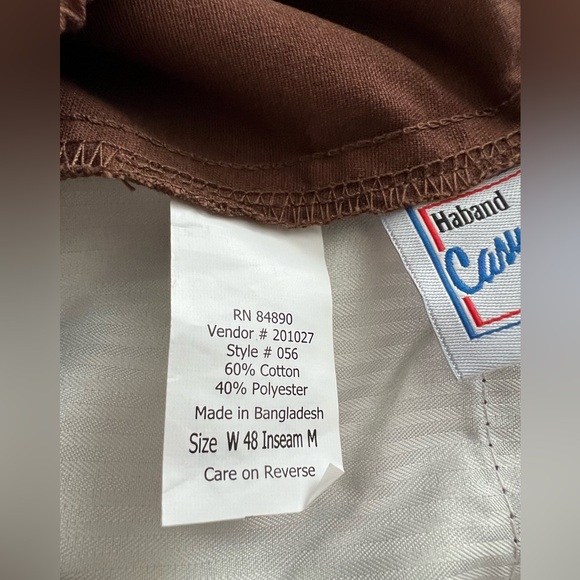 RN 84890
Vendor # 201027
Style # 056
60% Cotton
40% Polyester
Made in Bangladesh
Size W 48 Inseam M
Care on Reverse
Haband